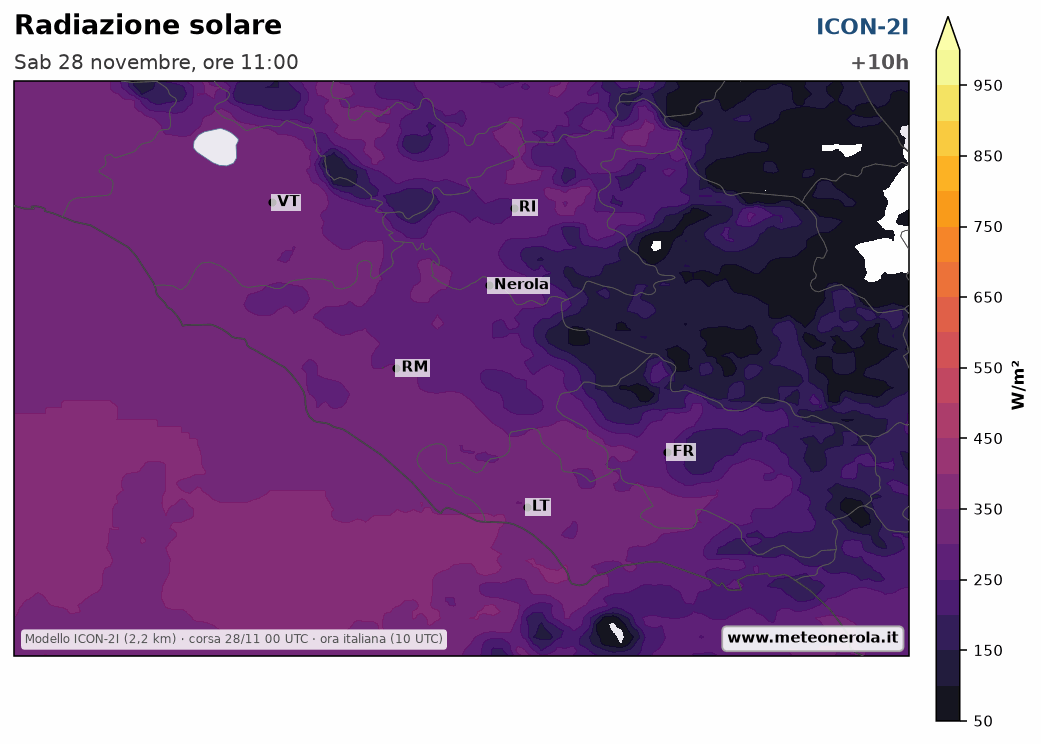 Radiazione solare
ICON-2I
Sab 28 novembre, ore 11:00
+10h
VT
RI
Nerola
RM
FR
LT
950
850
750
650
550
450
350
250
150
50
W/m²
Modello ICON-2I (2,2 km) · corsa 28/11 00 UTC · ora italiana (10 UTC)
www.meteonerola.it